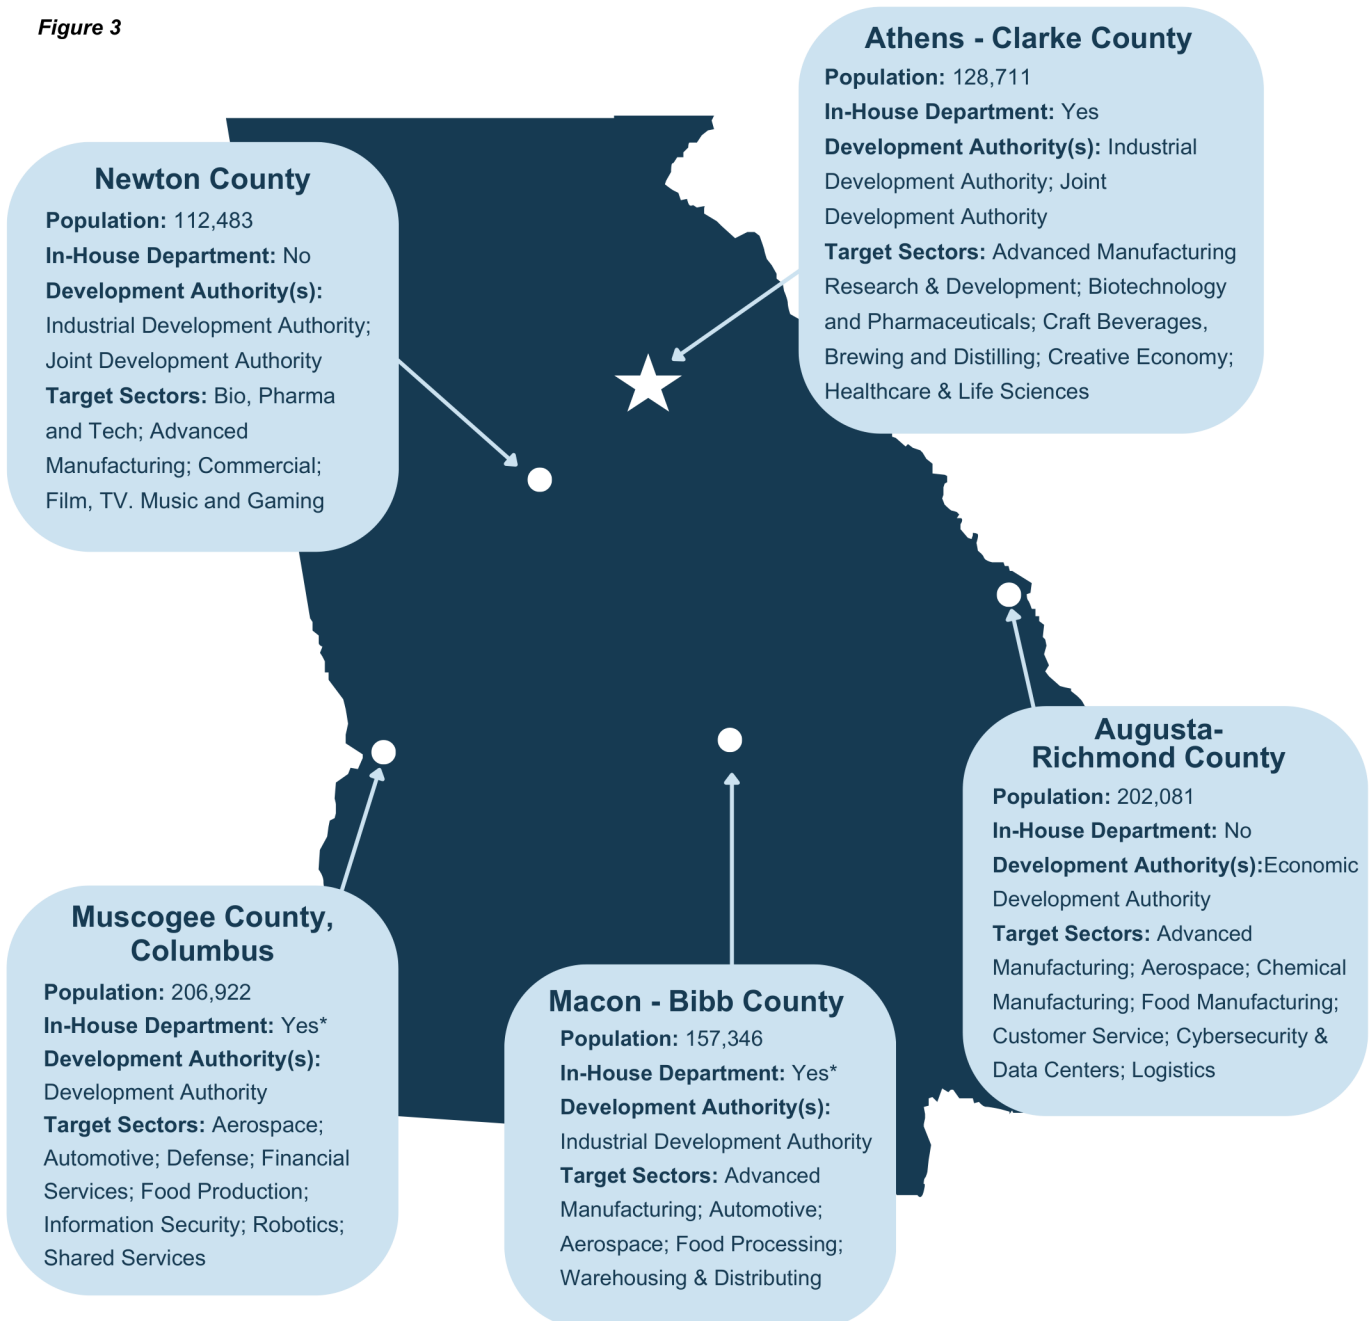 Figure 3
Athens - Clarke County
Population: 128,711
In-House Department: Yes
Development Authority(s): Industrial
Development Authority; Joint
Development Authority
Target Sectors: Advanced Manufacturing
Research & Development; Biotechnology
and Pharmaceuticals; Craft Beverages,
Brewing and Distilling; Creative Economy;
Healthcare & Life Sciences
Newton County
Population: 112,483
In-House Department: No
Development Authority(s):
Industrial Development Authority;
Joint Development Authority
Target Sectors: Bio, Pharma
and Tech; Advanced
Manufacturing; Commercial;
Film, TV. Music and Gaming
Augusta-
Richmond County
Population: 202,081
In-House Department: No
Development Authority(s):Economic
Development Authority
Target Sectors: Advanced
Manufacturing; Aerospace; Chemical
Manufacturing; Food Manufacturing;
Customer Service; Cybersecurity &
Data Centers; Logistics
Muscogee County,
Columbus
Population: 206,922
In-House Department: Yes*
Development Authority(s):
Development Authority
Target Sectors: Aerospace;
Automotive; Defense; Financial
Services; Food Production;
Information Security; Robotics;
Shared Services
Macon - Bibb County
Population: 157,346
In-House Department: Yes*
Development Authority(s):
Industrial Development Authority
Target Sectors: Advanced
Manufacturing; Automotive;
Aerospace; Food Processing;
Warehousing & Distributing